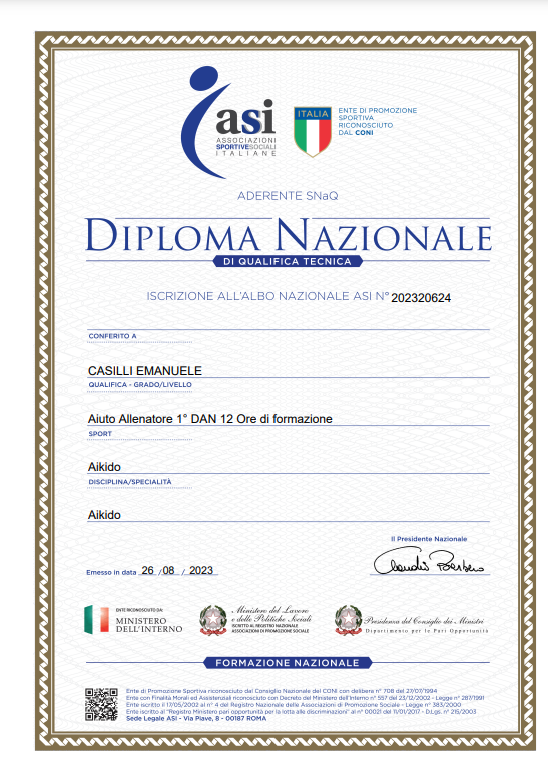 asi
ASSOCIAZIONI
SPORTIVESOCIALI
ITALIANE
ITALIA
ENTE DI PROMOZIONE
SPORTIVA
RICONOSCIUTO
DAL CONI
ADERENTE SNaQ
DIPLOMA NAZIONALE
DI QUALIFICA TECNICA
ISCRIZIONE ALL'ALBO NAZIONALE ASI N° 202320624
CONFERITO A
CASILLI EMANUELE
QUALIFICA - GRADO/LIVELLO
Aiuto Allenatore 1° DAN 12 Ore di formazione
SPORT
Aikido
DISCIPLINA/SPECIALITÀ
Aikido
Il Presidente Nazionale
Emesso in data 26 / 08 / 2023
ENTE RICONOSCIUTO DA:
MINISTERO
DELL'INTERNO
Ministero del Lavoro
e delle Politiche Sociali
ISCRITTO AL REGISTRO NAZIONALE
ASSOCIAZIONI DI PROMOZIONE SOCIALE
Presidenza del Consiglio dei Ministri
Dipartimento per le Pari Opportunità
FORMAZIONE NAZIONALE
Ente di Promozione Sportiva riconosciuto dal Consiglio Nazionale del CONI con delibera n° 708 del 27/07/1994
Ente con Finalità Morali ed Assistenziali riconosciuto con Decreto del Ministero dell'Interno n° 557 del 23/12/2002 - Legge n° 287/1991
Ente iscritto il 17/05/2002 al n° 4 del Registro Nazionale delle Associazioni di Promozione Sociale - Legge n° 383/2000
Ente iscritto al "Registro Ministero pari opportunità per la lotta alle discriminazioni" al n° 00021 del 11/01/2017 - D.Lgs. n° 215/2003
Sede Legale ASI - Via Piave, 8 - 00187 ROMA